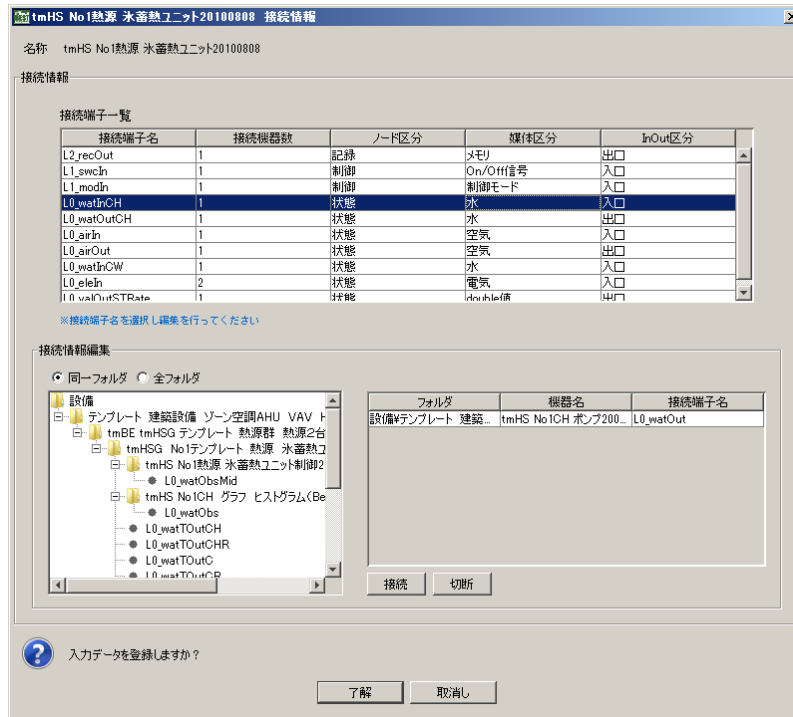 tmHS No1熱源 氷蓄熱ユニット20100808 接続情報
名称 tmHS No1熱源 氷蓄熱ユニット20100808
接続情報
接続端子一覧
接続端子名 接続機器数 ノード区分 媒体区分 InOut区分
L2_recOut 1 記録 メモリ 出口
L1_swcIn 1 制御 On/Off信号 入口
L1_modIn 1 制御 制御モード 入口
L0_watInCH 1 状態 水 入口
L0_watOutCH 1 状態 水 出口
L0_airIn 1 状態 空気 入口
L0_airOut 1 状態 空気 出口
L0_watInCW 1 状態 水 入口
L0_eleIn 2 状態 電気 入口
L0_valOutSTRate 1 状態 double値 出口
※接続端子名を選択し編集を行ってください
接続情報編集
同一フォルダ 全フォルダ
設備
テンプレート 建築設備 ゾーン空調AHU VAV H
tmBE tmHSG テンプレート 熱源群 熱源2台
tmHSG No1テンプレート 熱源 氷蓄熱ユ
tmHS No1熱源 氷蓄熱ユニット制御2
L0_watObsMid
tmHS No1CH グラフ ヒストグラム(Be
L0_watObs
L0_watTOutCH
L0_watTOutCHR
L0_watTOutC
L0_watTOutCR
フォルダ 機器名 接続端子名
設備¥テンプレート 建築... tmHS No1CH ポンプ200... L0_watOut
接続 切断
入力データを登録しますか?
了解 取消し